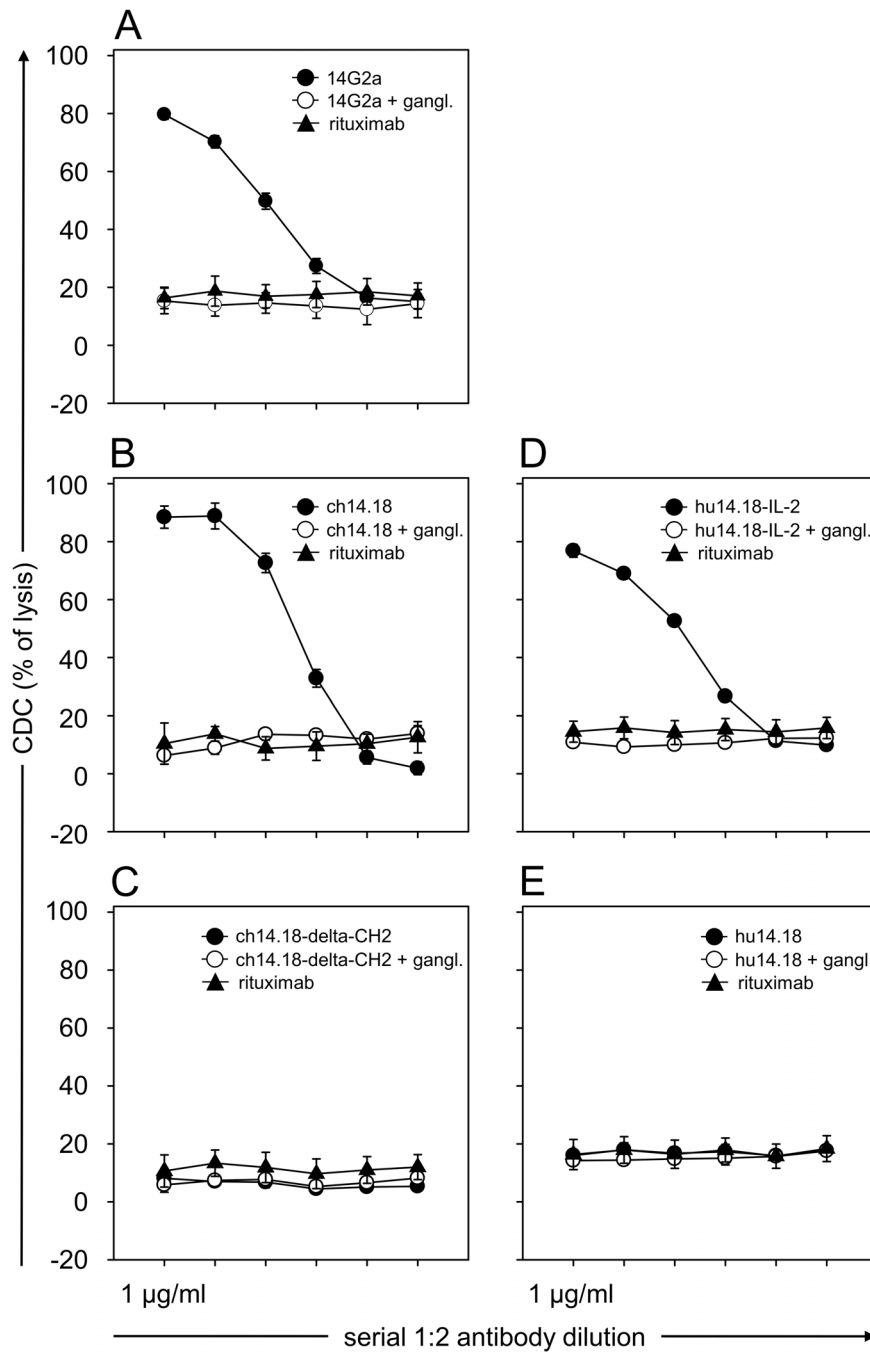 A
100
80
60
40
20
0
-20
14G2a
14G2a + gangl.
rituximab
B
100
80
60
40
20
0
-20
ch14.18
ch14.18 + gangl.
rituximab
D
hu14.18-IL-2
hu14.18-IL-2 + gangl.
rituximab
CDC (% of lysis)
C
100
80
60
40
20
0
-20
ch14.18-delta-CH2
ch14.18-delta-CH2 + gangl.
rituximab
E
hu14.18
hu14.18 + gangl
rituximab
1 µg/ml
serial 1:2 antibody dilution